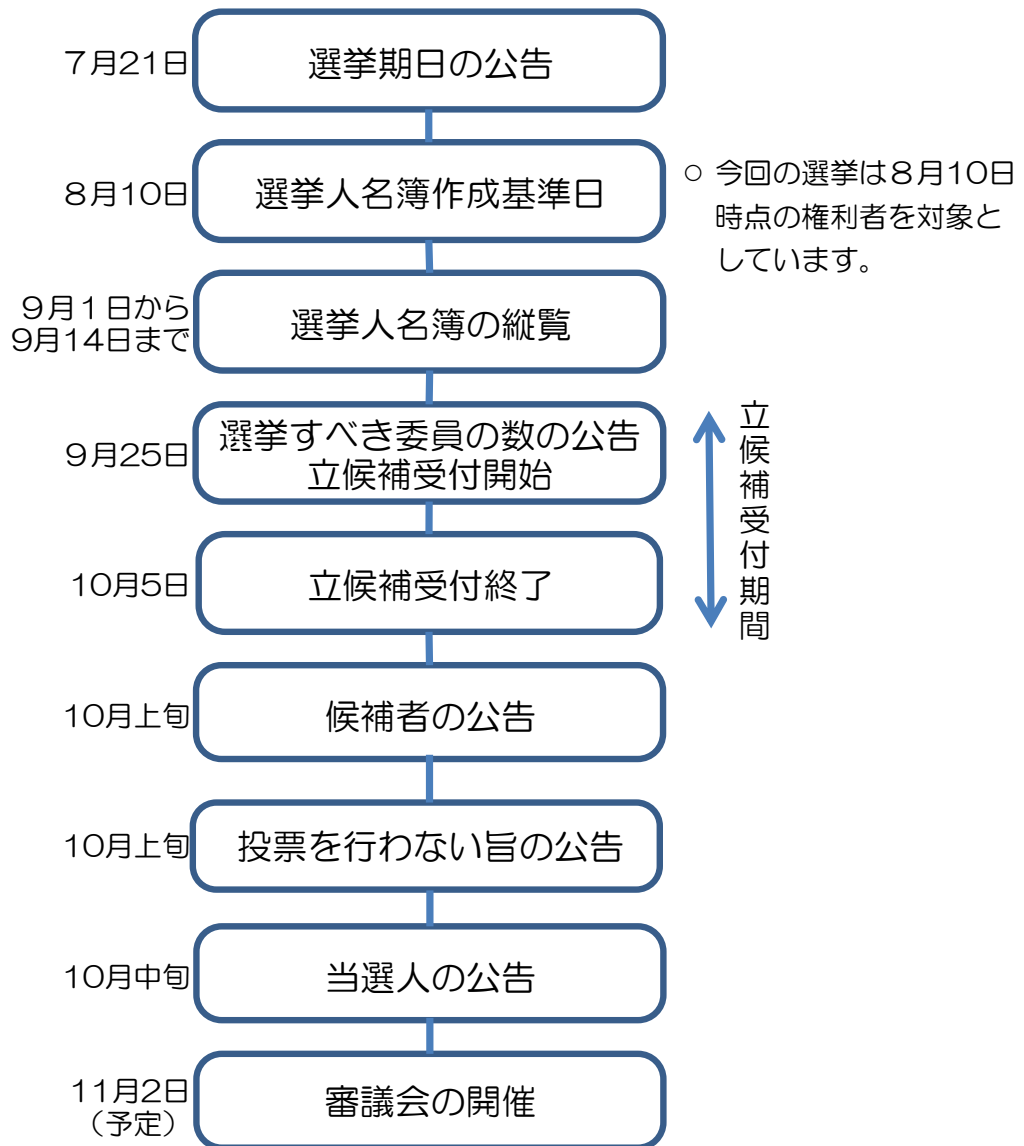 7月21日
選挙期日の公告
8月10日
選挙人名簿作成基準日
○ 今回の選挙は8月10日
時点の権利者を対象と
しています。
9月1日から
9月14日まで
選挙人名簿の縦覧
9月25日
選挙すべき委員の数の公告
立候補受付開始
立候補受付期間
10月5日
立候補受付終了
10月上旬
候補者の公告
10月上旬
投票を行わない旨の公告
10月中旬
当選人の公告
11月2日
（予定）
審議会の開催